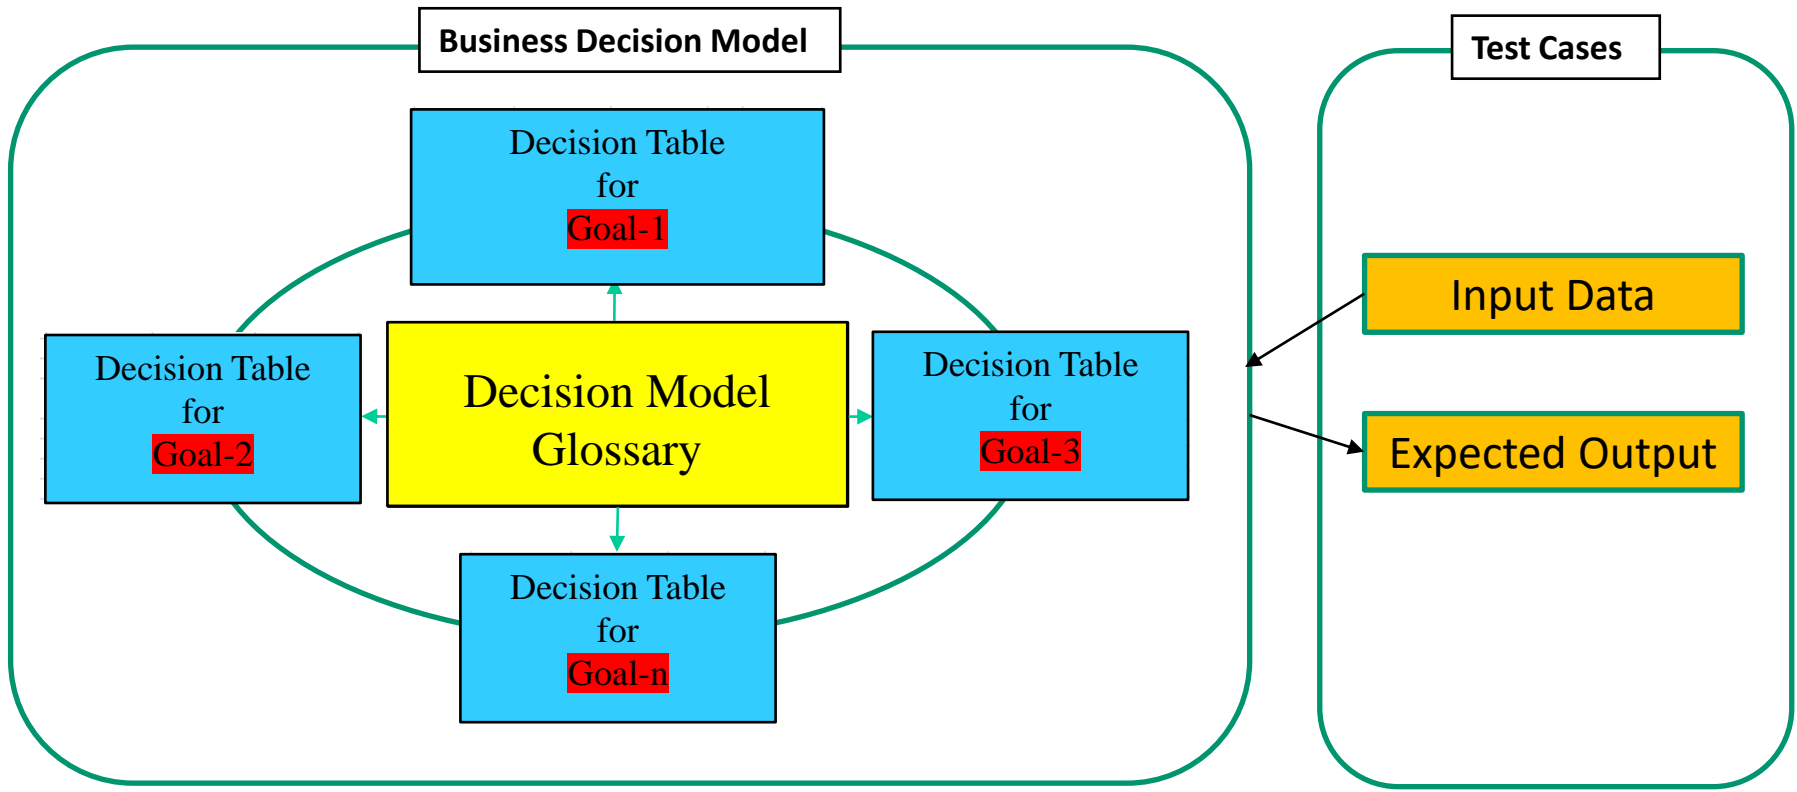 Business Decision Model
Decision Table
for
Goal-1
Decision Table
for
Goal-2
Decision Model
Glossary
Decision Table
for
Goal-3
Decision Table
for
Goal-n
Test Cases
Input Data
Expected Output